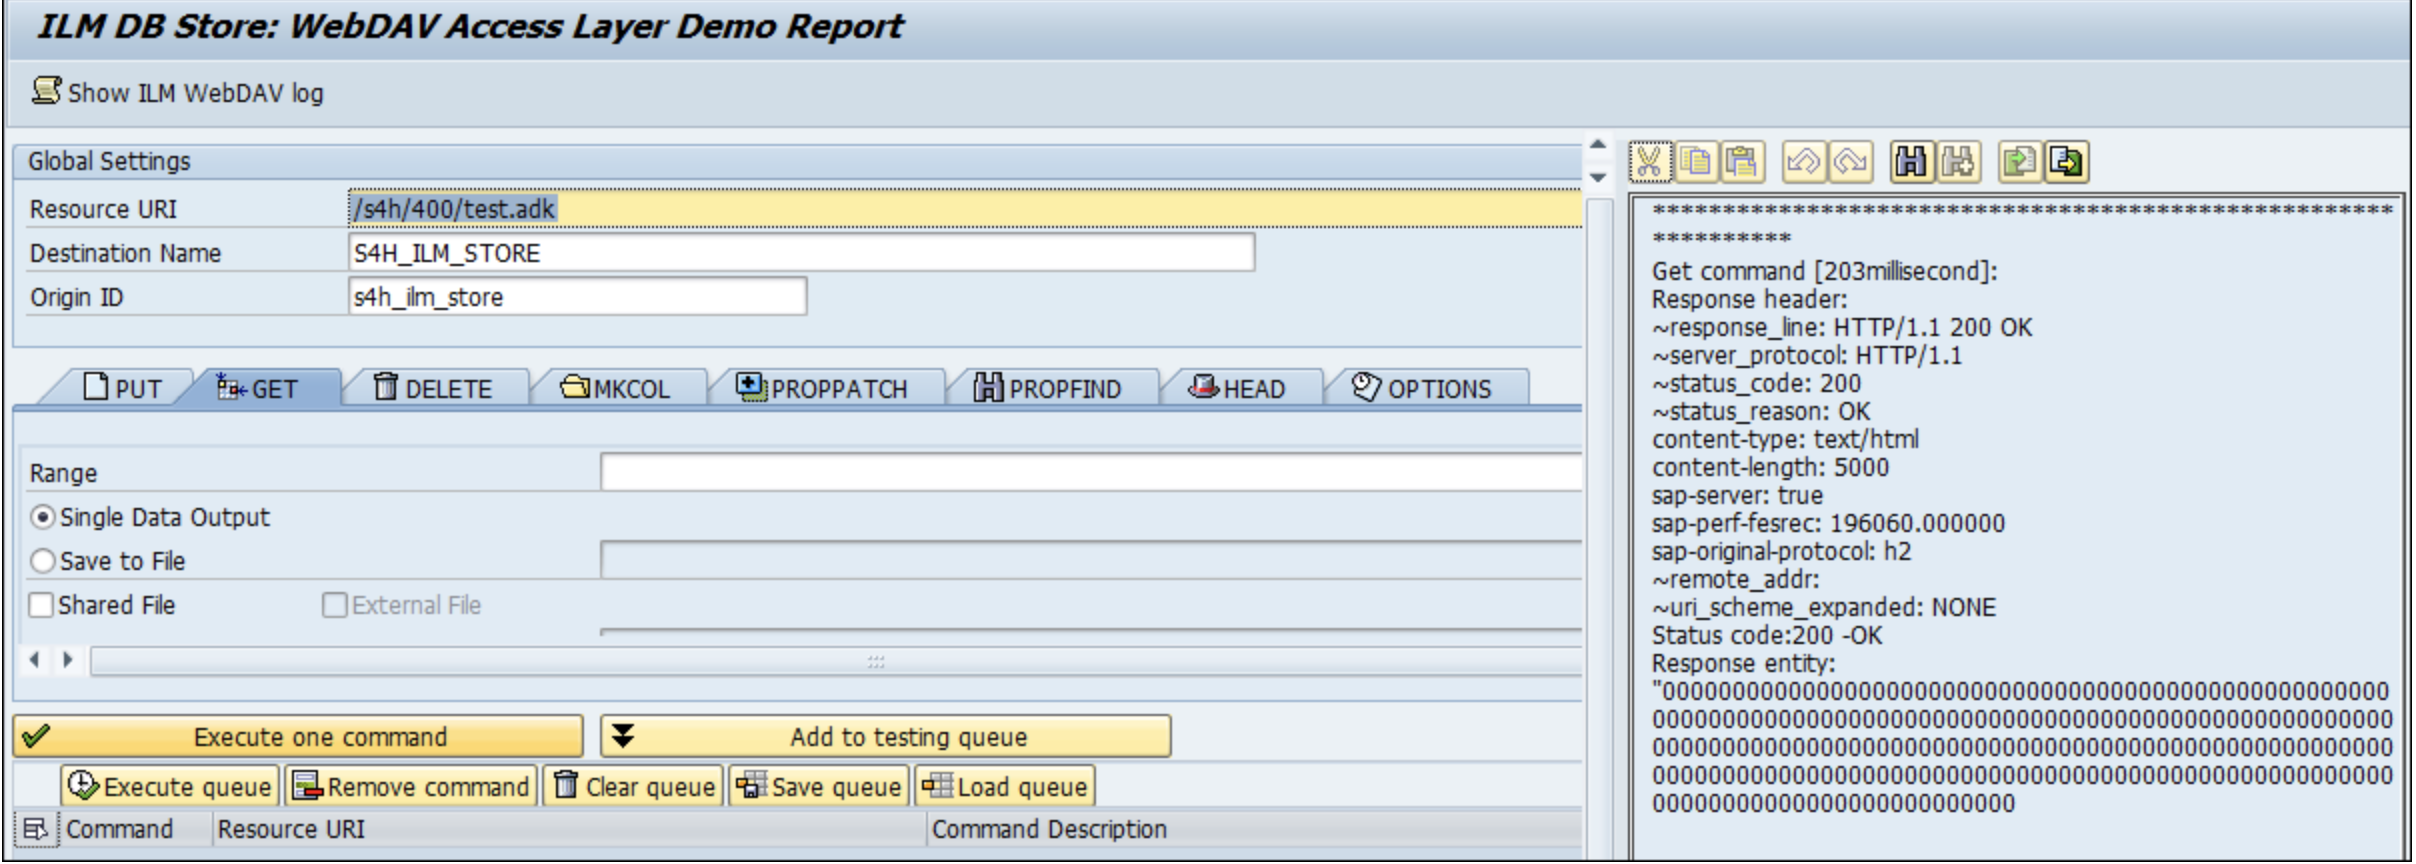 ILM DB Store: WebDAV Access Layer Demo Report
Show ILM WebDAV log
Global Settings
Resource URI /s4h/400/test.adk
Destination Name S4H_ILM_STORE
Origin ID s4h_ilm_store
PUT GET DELETE MKCOL PROPPATCH PROPFIND HEAD OPTIONS
Range
Single Data Output
Save to File
Shared File External File
Execute one command Add to testing queue
Execute queue Remove command Clear queue Save queue Load queue
Command Resource URI Command Description
*****************************************************
**********
Get command [203millisecond]:
Response header:
~response_line: HTTP/1.1 200 OK
~server_protocol: HTTP/1.1
~status_code: 200
~status_reason: OK
content-type: text/html
content-length: 5000
sap-server: true
sap-perf-fesrec: 196060.000000
sap-original-protocol: h2
~remote_addr:
~uri_scheme_expanded: NONE
Status code:200 -OK
Response entity:
"0000000000000000000000000000000000000000000000000000
00000000000000000000000000000000000000000000000000000
00000000000000000000000000000000000000000000000000000
00000000000000000000000000000000000000000000000000000
00000000000000000000000000